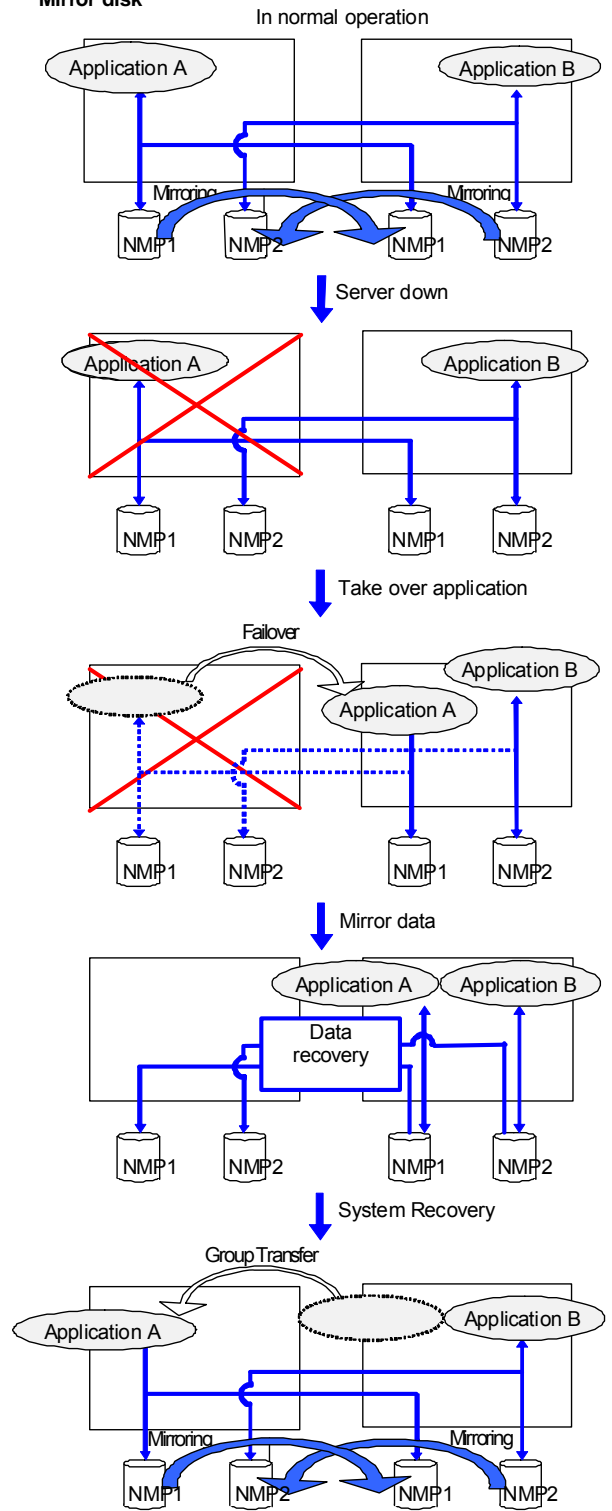 Mirror disk
In normal operation
Application A
Application B
Mirroring
Mirroring
NMP1
NMP2
NMP1
NMP2
Server down
Application A
Application B
NMP1
NMP2
NMP1
NMP2
Take over application
Failover
Application B
Application A
NMP1
NMP2
NMP1
NMP2
Mirror data
Application A
Application B
Data
recovery
NMP1
NMP2
NMP1
NMP2
System Recovery
Group Transfer
Application A
Application B
Mirroring
Mirroring
NMP1
NMP2
NMP1
NMP2